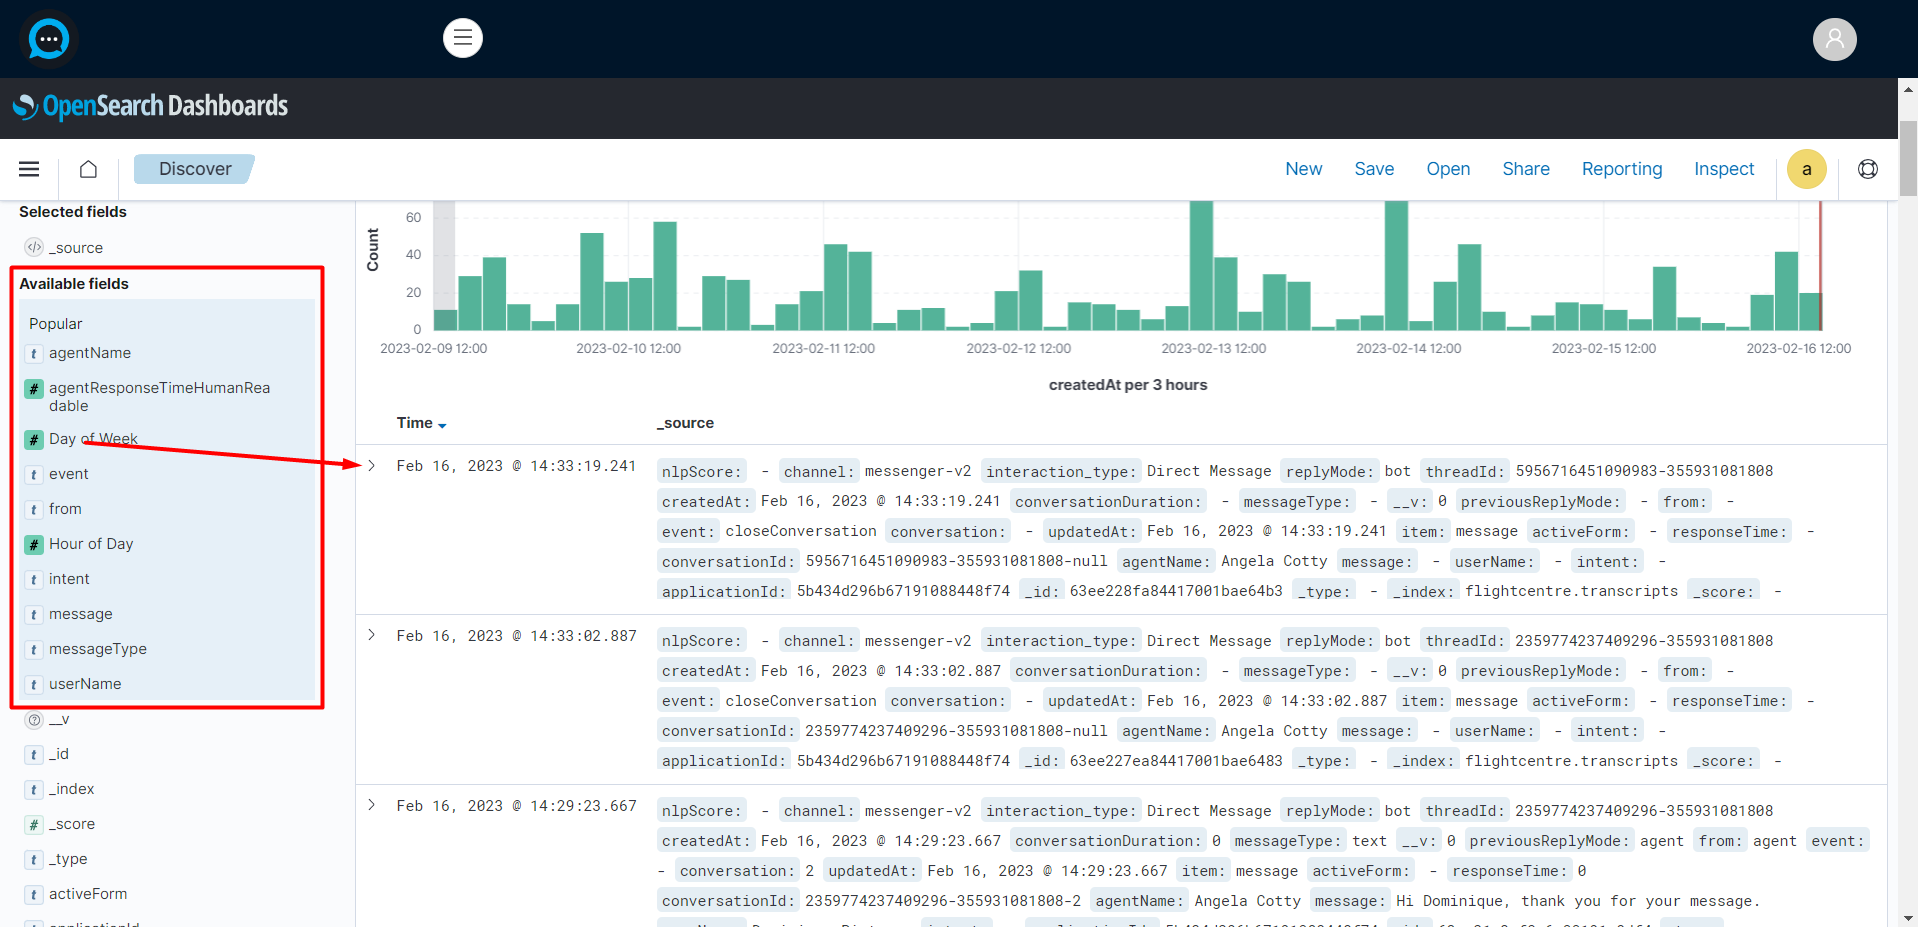 OpenSearch Dashboards
Discover
New Save Open Share Reporting Inspect a
Selected fields
_source
Available fields
Popular
t agentName
# agentResponseTimeHumanRea
dable
# Day of Week
t event
t from
# Hour of Day
t intent
t message
t messageType
t userName
? __v
t _id
t _index
# _score
t _type
t activeForm
Count
60
40
20
0
2023-02-09 12:00 2023-02-10 12:00 2023-02-11 12:00 2023-02-12 12:00 2023-02-13 12:00 2023-02-14 12:00 2023-02-15 12:00 2023-02-16 12:00
createdAt per 3 hours
Time _source
Feb 16, 2023 @ 14:33:19.241 nlpScore: - channel: messenger-v2 interaction_type: Direct Message replyMode: bot threadId: 5956716451090983-355931081808
createdAt: Feb 16, 2023 @ 14:33:19.241 conversationDuration: - messageType: - __v: 0 previousReplyMode: - from: -
event: closeConversation conversation: - updatedAt: Feb 16, 2023 @ 14:33:19.241 item: message activeForm: - responseTime: -
conversationId: 5956716451090983-355931081808-null agentName: Angela Cotty message: - userName: - intent: -
applicationId: 5b434d296b67191088448f74 _id: 63ee228fa84417001bae64b3 _type: - _index: flightcentre.transcripts _score: -
Feb 16, 2023 @ 14:33:02.887 nlpScore: - channel: messenger-v2 interaction_type: Direct Message replyMode: bot threadId: 2359774237409296-355931081808
createdAt: Feb 16, 2023 @ 14:33:02.887 conversationDuration: - messageType: - __v: 0 previousReplyMode: - from: -
event: closeConversation conversation: - updatedAt: Feb 16, 2023 @ 14:33:02.887 item: message activeForm: - responseTime: -
conversationId: 2359774237409296-355931081808-null agentName: Angela Cotty message: - userName: - intent: -
applicationId: 5b434d296b67191088448f74 _id: 63ee227ea84417001bae6483 _type: - _index: flightcentre.transcripts _score: -
Feb 16, 2023 @ 14:29:23.667 nlpScore: - channel: messenger-v2 interaction_type: Direct Message replyMode: bot threadId: 2359774237409296-355931081808
createdAt: Feb 16, 2023 @ 14:29:23.667 conversationDuration: 0 messageType: text __v: 0 previousReplyMode: agent from: agent event:
- conversation: 2 updatedAt: Feb 16, 2023 @ 14:29:23.667 item: message activeForm: - responseTime: 0
conversationId: 2359774237409296-355931081808-2 agentName: Angela Cotty message: Hi Dominique, thank you for your message.